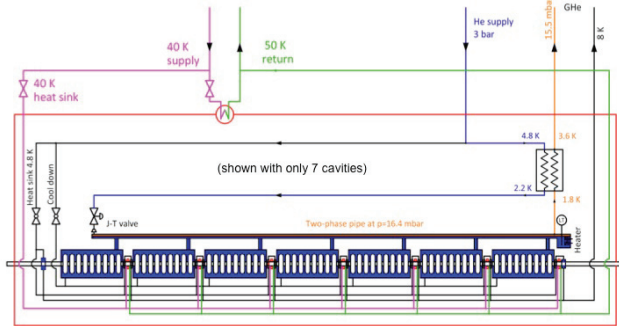 GHe
He supply
3 bar
15.5 mbar
8 K
40 K
supply
50 K
return
40 K
heat sink
4.8 K
3.6 K
(shown with only 7 cavities)
Heat sink 4.8 K
Cool down
2.2 K
1.8 K
J-T valve
Two-phase pipe at p=16.4 mbar
LT
Heater